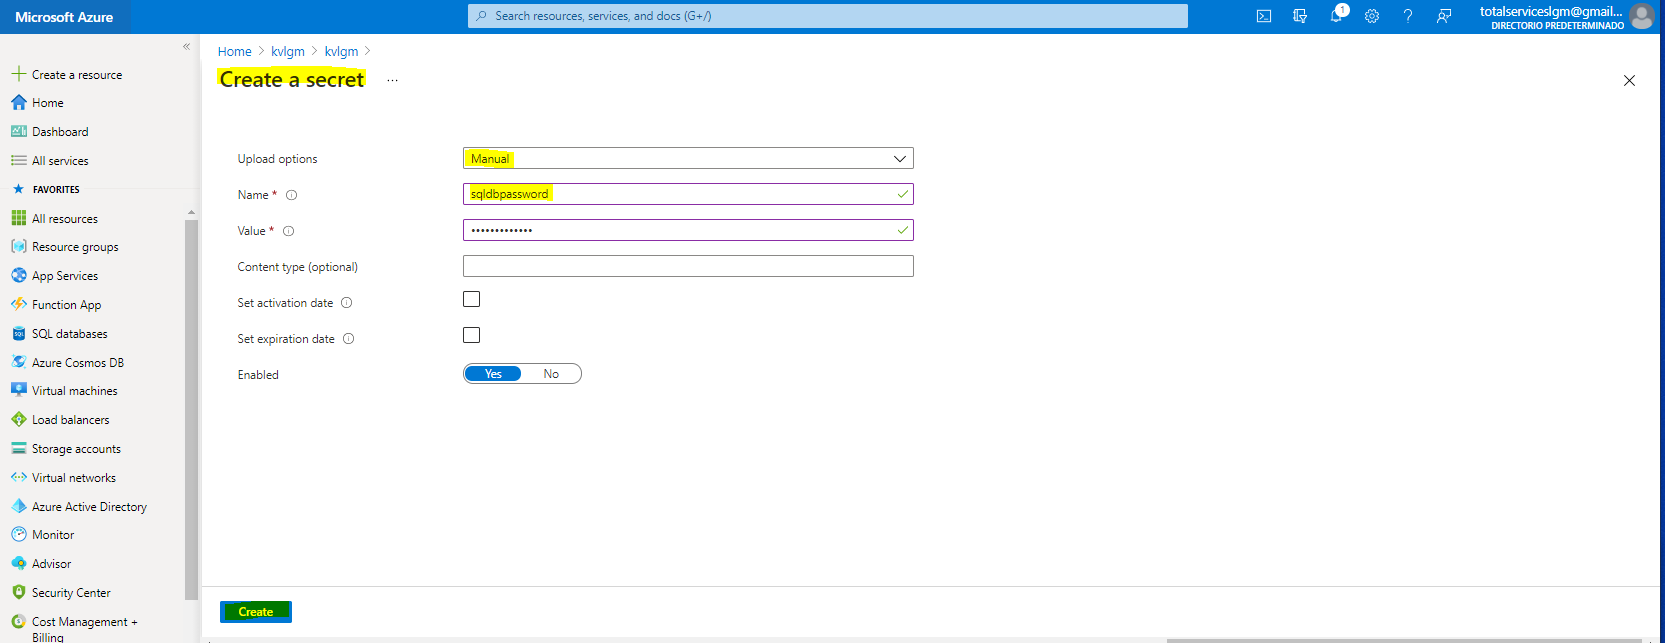 Microsoft Azure
Search resources, services, and docs (G+/)
1
totalserviceslgm@gmail...
DIRECTORIO PREDETERMINADO
Create a resource
Home
Dashboard
All services
FAVORITES
All resources
Resource groups
App Services
Function App
SQL databases
Azure Cosmos DB
Virtual machines
Load balancers
Storage accounts
Virtual networks
Azure Active Directory
Monitor
Advisor
Security Center
Cost Management +
Billing
Home > kvlgm > kvlgm >
Create a secret ...
Upload options
Manual
Name *
sqldbpassword
Value *
•••••••••••••
Content type (optional)
Set activation date
Set expiration date
Enabled
Yes No
Create